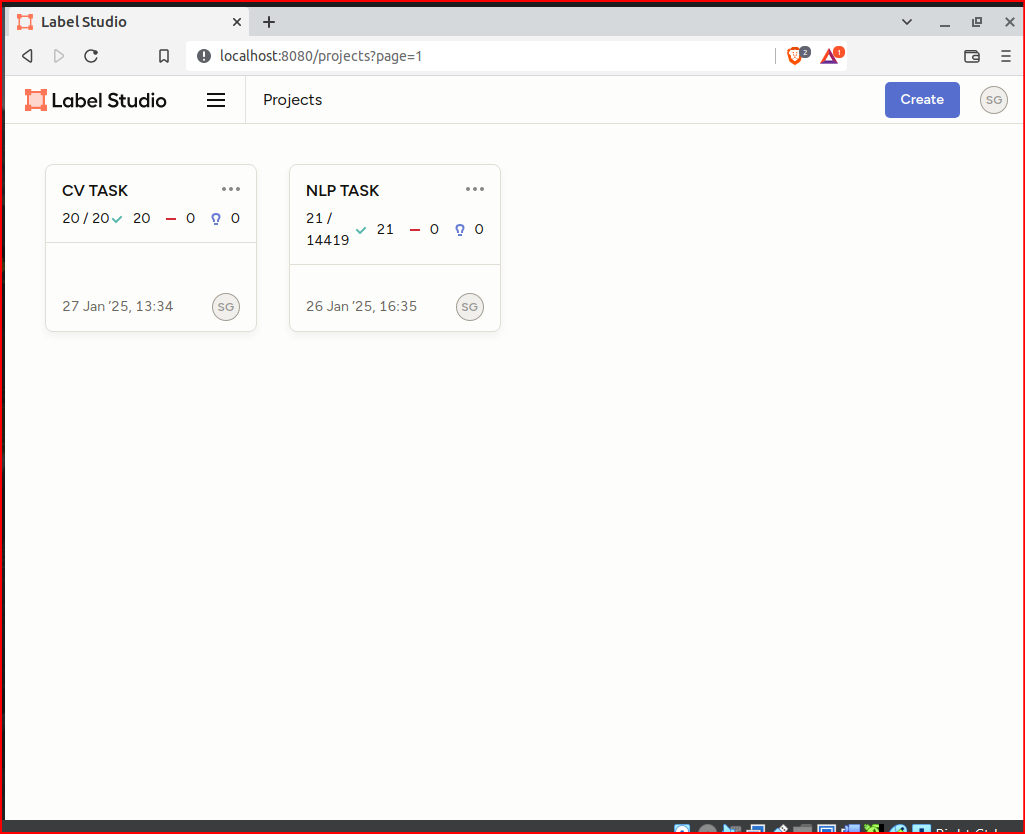 Label Studio
localhost:8080/projects?page=1
2
1
Label Studio
Projects
Create
SG
CV TASK
20 / 20 20 0 0
27 Jan ’25, 13:34
SG
NLP TASK
21 /
14419
21 0 0
26 Jan ’25, 16:35
SG